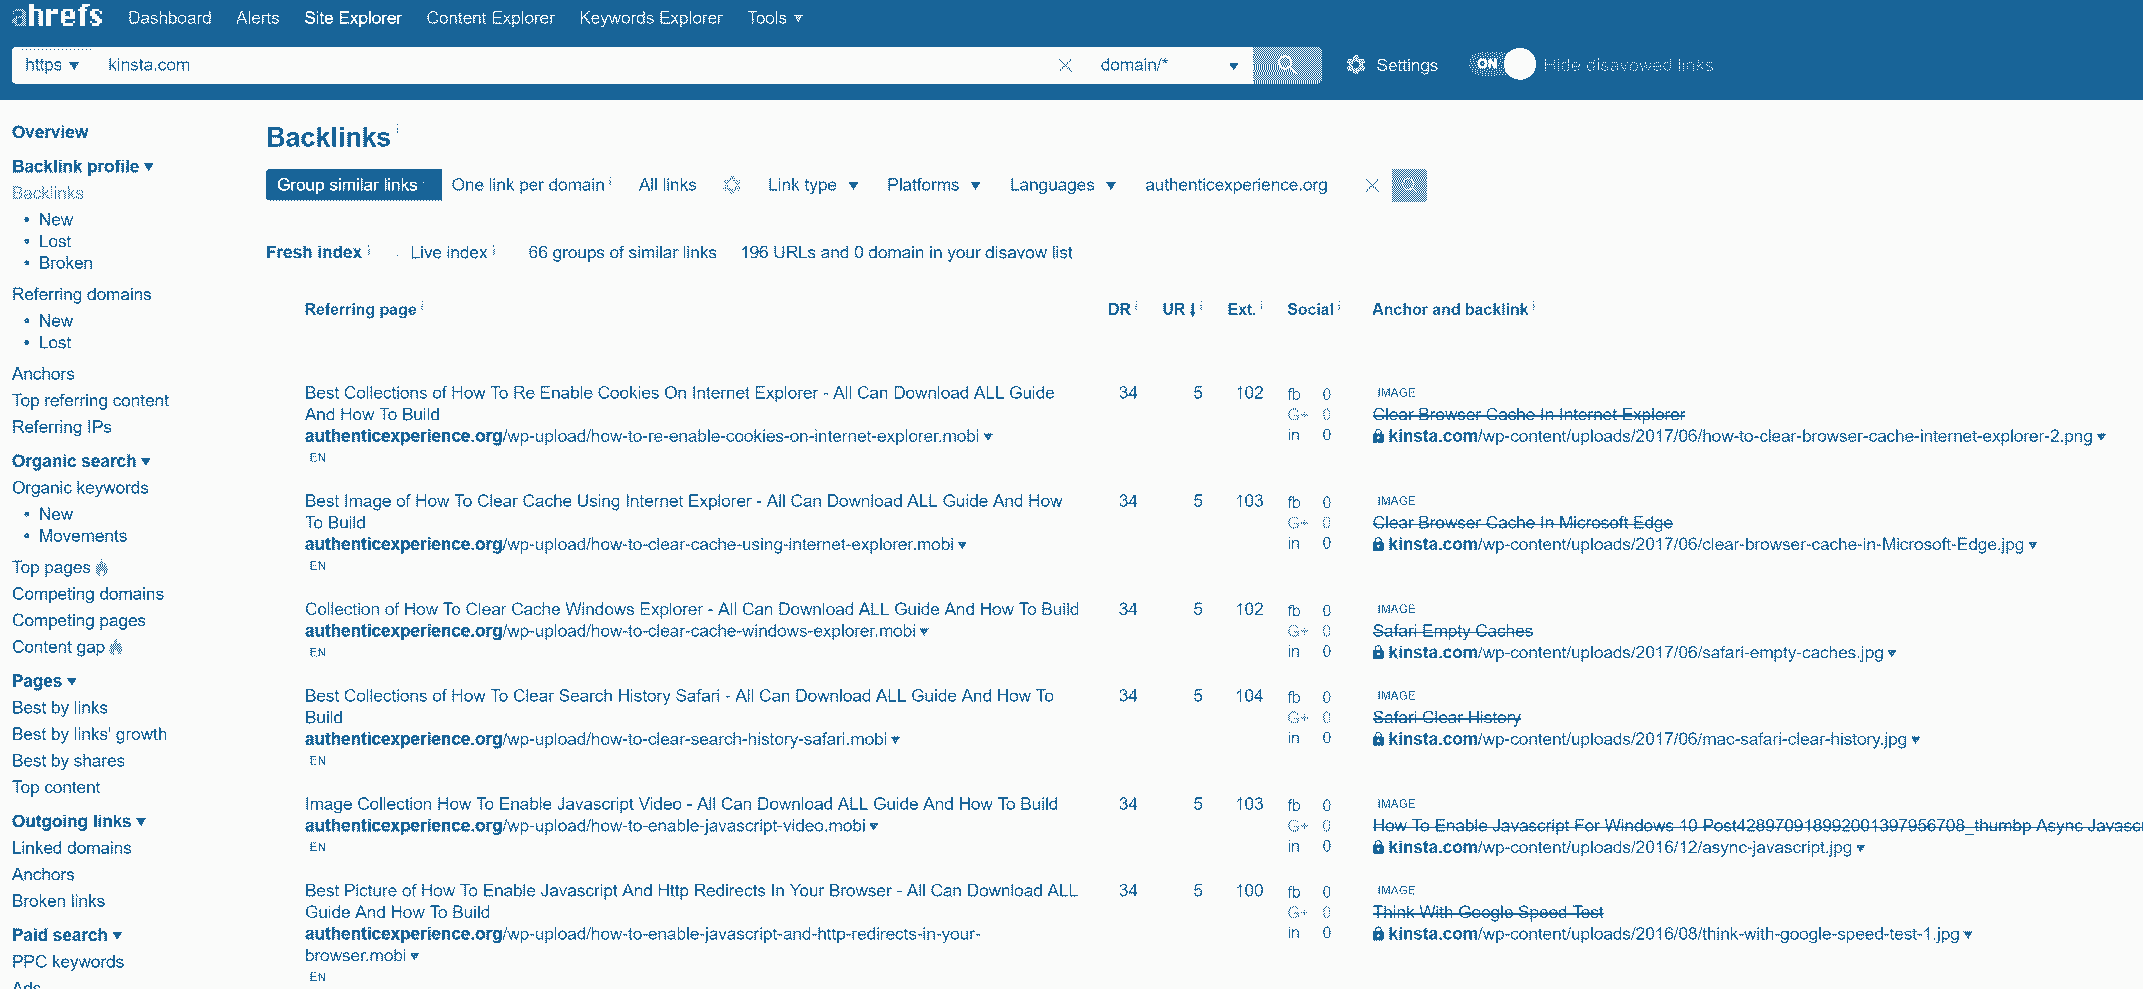 ahrefs Dashboard Alerts Site Explorer Content Explorer Keywords Explorer Tools
https kinsta.com domain/* Settings ON Hide disavowed links
Overview
Backlink profile
Backlinks
New
Lost
Broken
Referring domains
New
Lost
Anchors
Top referring content
Referring IPs
Organic search
Organic keywords
New
Movements
Top pages
Competing domains
Competing pages
Content gap
Pages
Best by links
Best by links' growth
Best by shares
Top content
Outgoing links
Linked domains
Anchors
Broken links
Paid search
PPC keywords
Ads
Backlinks
Group similar links One link per domain All links Link type Platforms Languages authenticexperience.org
Fresh index Live index 66 groups of similar links 196 URLs and 0 domain in your disavow list
Referring page DR UR Ext. Social Anchor and backlink
Best Collections of How To Re Enable Cookies On Internet Explorer - All Can Download ALL Guide
And How To Build
authenticexperience.org/wp-upload/how-to-re-enable-cookies-on-internet-explorer.mobi
EN
34 5 102
fb 0
G+ 0
in 0
IMAGE
Clear Browser Cache In Internet Explorer
kinsta.com/wp-content/uploads/2017/06/how-to-clear-browser-cache-internet-explorer-2.png
Best Image of How To Clear Cache Using Internet Explorer - All Can Download ALL Guide And How
To Build
authenticexperience.org/wp-upload/how-to-clear-cache-using-internet-explorer.mobi
EN
34 5 103
fb 0
G+ 0
in 0
IMAGE
Clear Browser Cache In Microsoft Edge
kinsta.com/wp-content/uploads/2017/06/clear-browser-cache-in-Microsoft-Edge.jpg
Collection of How To Clear Cache Windows Explorer - All Can Download ALL Guide And How To Build
authenticexperience.org/wp-upload/how-to-clear-cache-windows-explorer.mobi
EN
34 5 102
fb 0
G+ 0
in 0
IMAGE
Safari Empty Caches
kinsta.com/wp-content/uploads/2017/06/safari-empty-caches.jpg
Best Collections of How To Clear Search History Safari - All Can Download ALL Guide And How To
Build
authenticexperience.org/wp-upload/how-to-clear-search-history-safari.mobi
EN
34 5 104
fb 0
G+ 0
in 0
IMAGE
Safari Clear History
kinsta.com/wp-content/uploads/2017/06/mac-safari-clear-history.jpg
Image Collection How To Enable Javascript Video - All Can Download ALL Guide And How To Build
authenticexperience.org/wp-upload/how-to-enable-javascript-video.mobi
EN
34 5 103
fb 0
G+ 0
in 0
IMAGE
How To Enable Javascript For Windows 10 Post428970918992001397956708_thumbp Async Javasc
kinsta.com/wp-content/uploads/2016/12/async-javascript.jpg
Best Picture of How To Enable Javascript And Http Redirects In Your Browser - All Can Download ALL
Guide And How To Build
authenticexperience.org/wp-upload/how-to-enable-javascript-and-http-redirects-in-your-
browser.mobi
EN
34 5 100
fb 0
G+ 0
in 0
IMAGE
Think With Google Speed Test
kinsta.com/wp-content/uploads/2016/08/think-with-google-speed-test-1.jpg